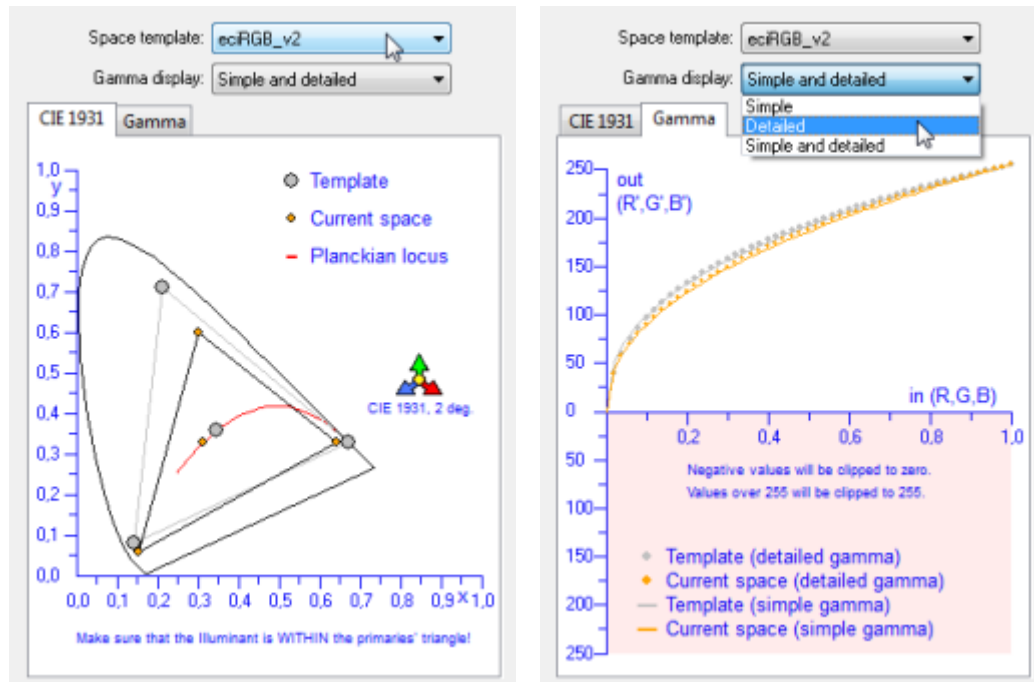 Space template: eciRGB_v2
Gamma display: Simple and detailed
CIE 1931 Gamma
1,0
y
0,9
0,8
0,7
0,6
0,5
0,4
0,3
0,2
0,1
0,0
Template
Current space
Planckian locus
CIE 1931, 2 deg.
0,0 0,1 0,2 0,3 0,4 0,5 0,6 0,7 0,8 0,9 x 1,0
Make sure that the Illuminant is WITHIN the primaries' triangle!
Space template: eciRGB_v2
Gamma display: Simple and detailed
Simple
Detailed
Simple and detailed
CIE 1931 Gamma
250
out
(R',G',B')
200
150
100
50
0
in (R,G,B)
0,2 0,4 0,6 0,8 1,0
50
Negative values will be clipped to zero.
Values over 255 will be clipped to 255.
100
150
Template (detailed gamma)
Current space (detailed gamma)
200
Template (simple gamma)
Current space (simple gamma)
250